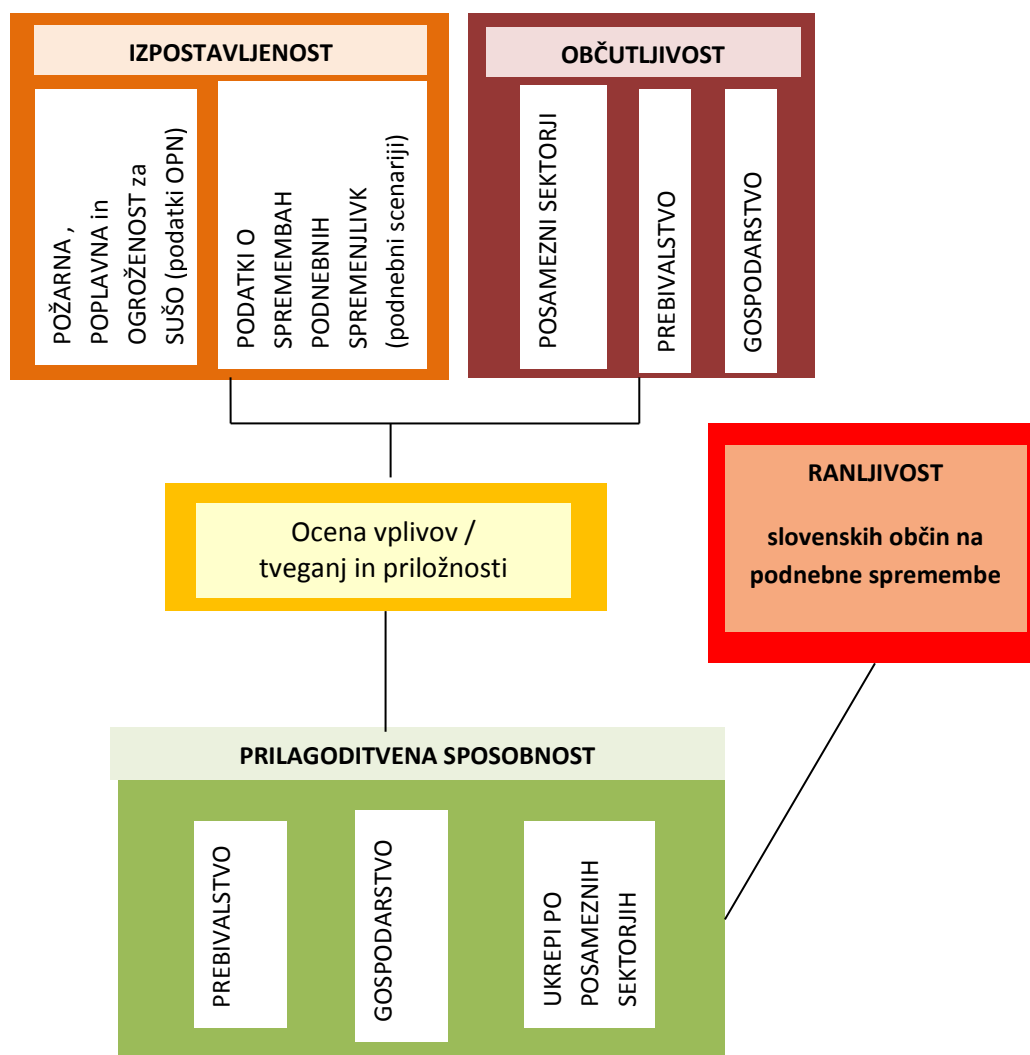 IZPOSTAVLJENOST
POŽARNA ,
POPLAVNA in
OGROŽENOST za
SUŠO (podatki OPN)
PODATKI O
SPREMEMBAH
PODNEBNIH
SPREMENJLIVK
(podnebni scenariji)
OBČUTLJIVOST
POSAMEZNI SEKTORJI
PREBIVALSTVO
GOSPODARSTVO
Ocena vplivov /
tveganj in priložnosti
RANLJIVOST
slovenskih občin na
podnebne spremembe
PRILAGODITVENA SPOSOBNOST
PREBIVALSTVO
GOSPODARSTVO
UKREPI PO
POSAMEZNIH
SEKTORJIH